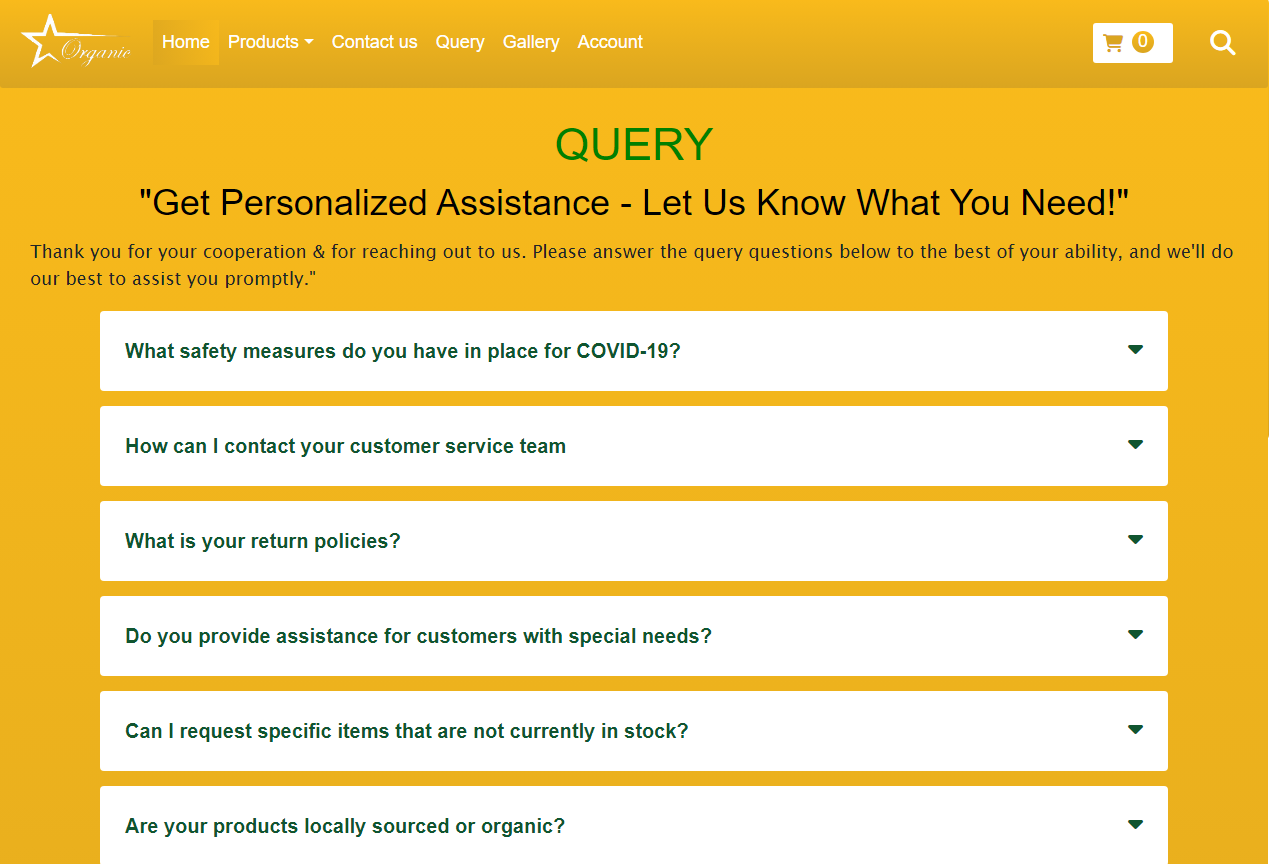 Organic
Home Products Contact us Query Gallery Account 0
QUERY
"Get Personalized Assistance - Let Us Know What You Need!"
Thank you for your cooperation & for reaching out to us. Please answer the query questions below to the best of your ability, and we'll do
our best to assist you promptly."
What safety measures do you have in place for COVID-19?
How can I contact your customer service team
What is your return policies?
Do you provide assistance for customers with special needs?
Can I request specific items that are not currently in stock?
Are your products locally sourced or organic?